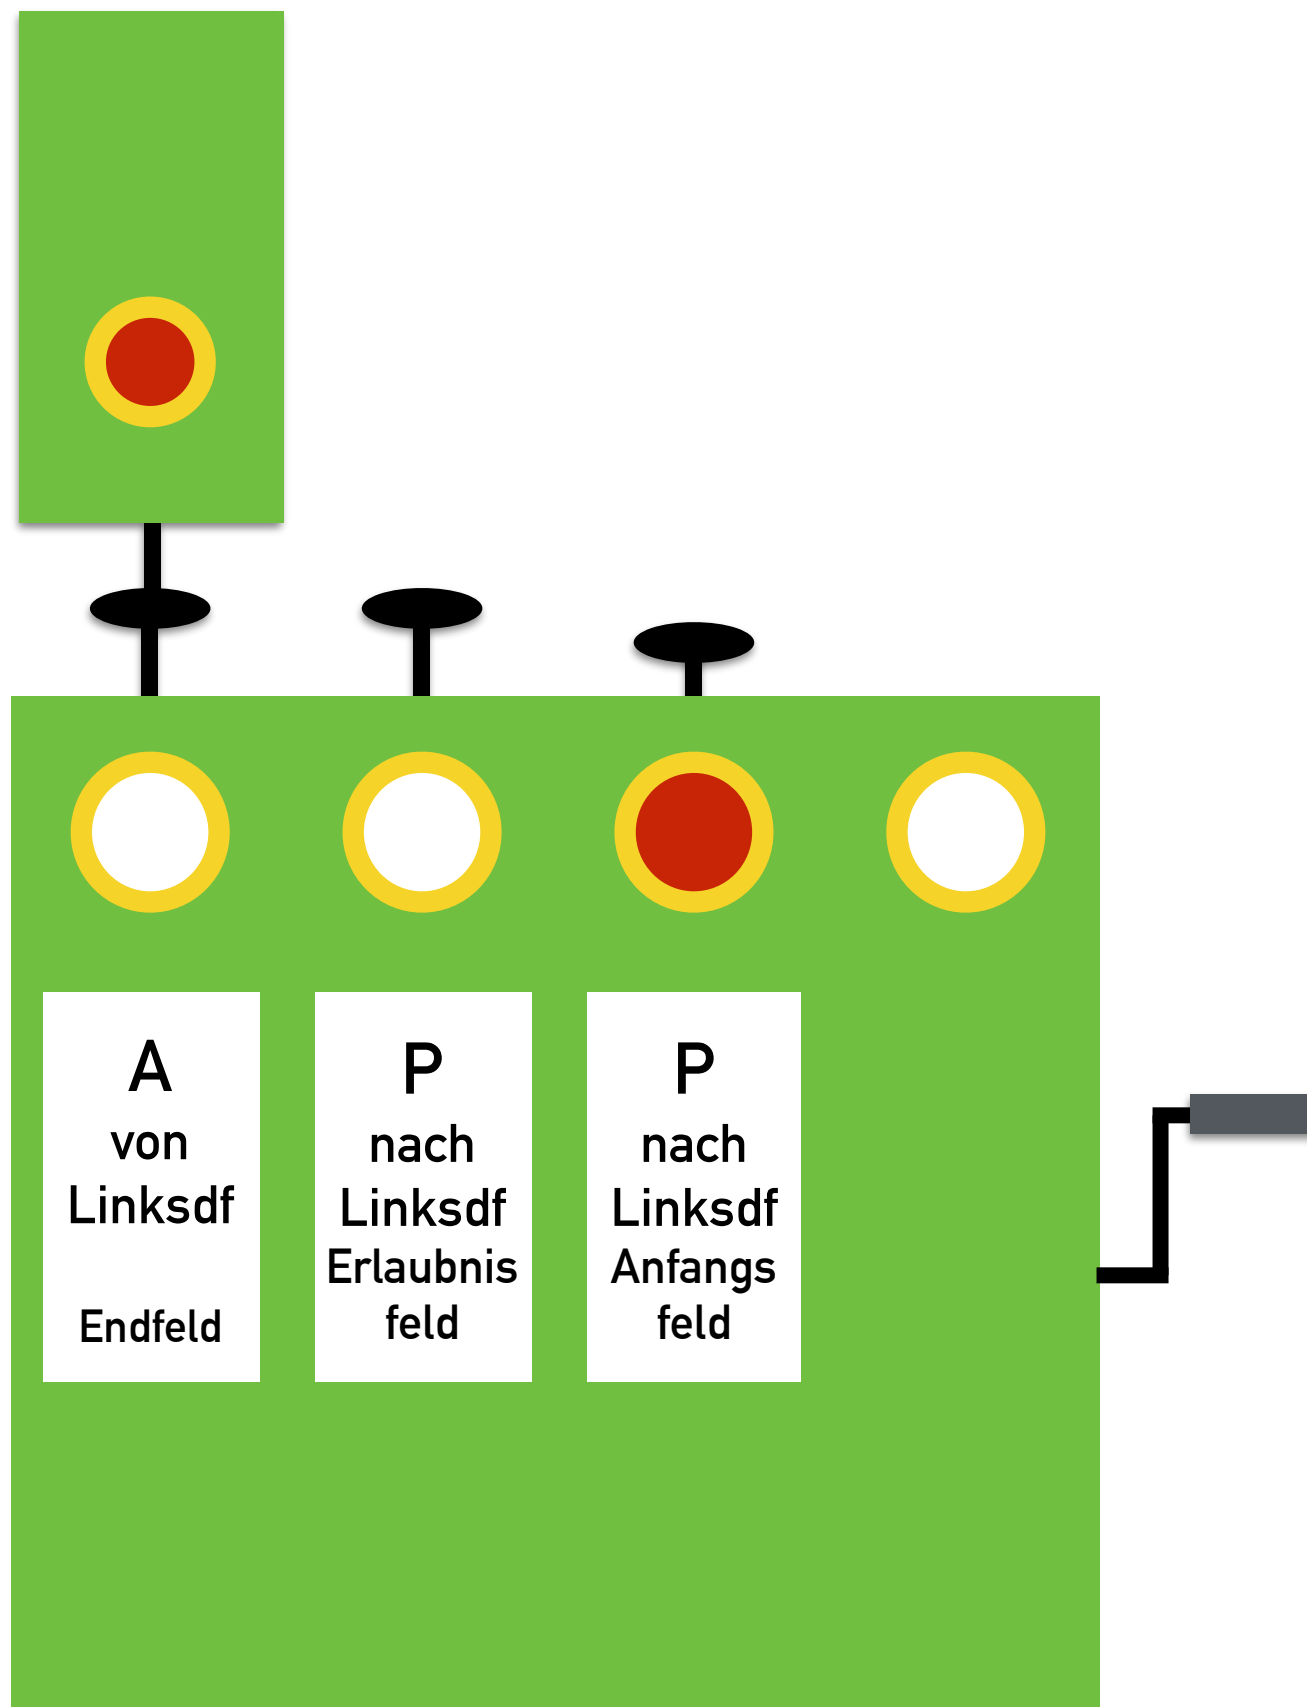 A
von
Linksdf
Endfeld
P
nach
Linksdf
Erlaubnis
feld
P
nach
Linksdf
Anfangs
feld